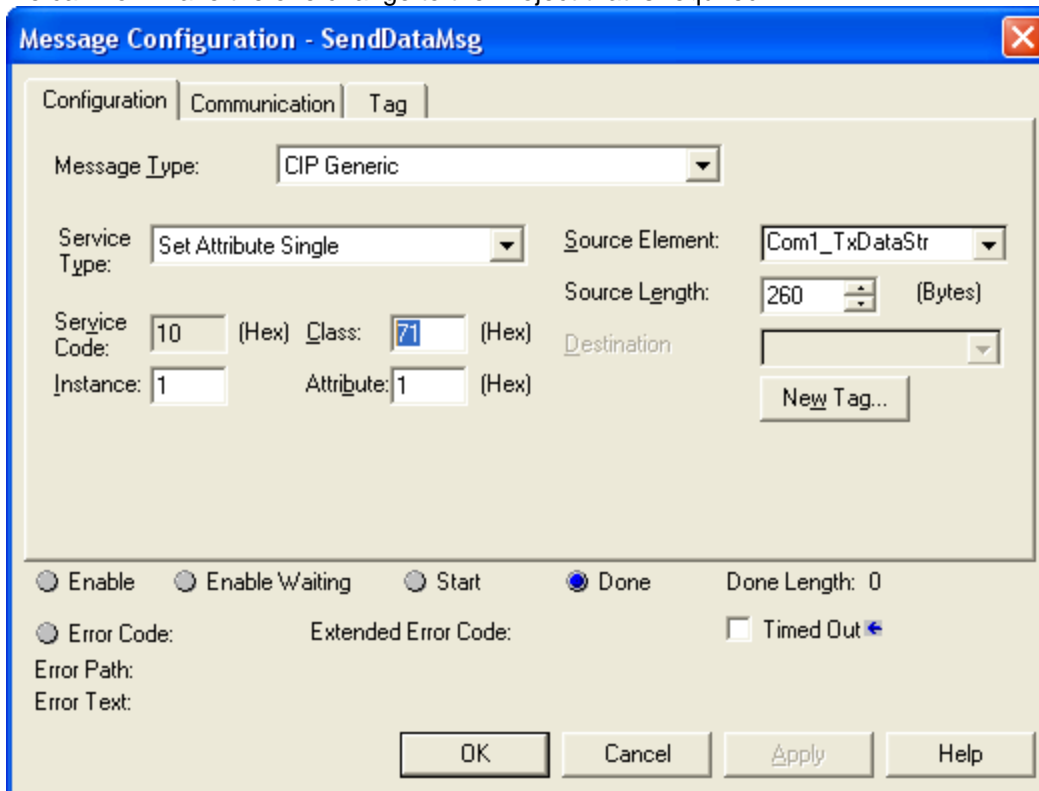 Message Configuration - SendDataMsg
Configuration Communication Tag
Message Type: CIP Generic
Service Type: Set Attribute Single
Source Element: Com1_TxDataStr
Source Length: 260 (Bytes)
Service Code: 10 (Hex) Class: 71 (Hex)
Destination
Instance: 1 Attribute: 1 (Hex)
New Tag...
Enable Enable Waiting Start Done Done Length: 0
Error Code: Extended Error Code: Timed Out
Error Path:
Error Text:
OK Cancel Apply Help